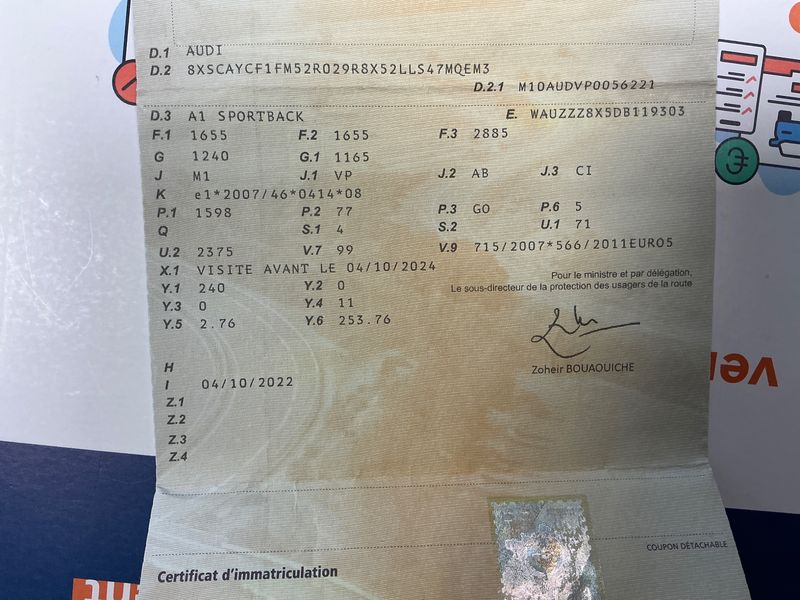 D.1 AUDI
D.2 8XSCAYCF1FM52R029R8X52LLS47MQEM3
D.2.1 M10AUDVP0056221
D.3 A1 SPORTBACK E. WAUZZZ8X5DB119303
F.1 1655 F.2 1655 F.3 2885
G 1240 G.1 1165
J M1 J.1 VP J.2 AB J.3 CI
K e1*2007/46*0414*08
P.1 1598 P.2 77 P.3 GO P.6 5
Q S.1 4 S.2 U.1 71
U.2 2375 V.7 99 V.9 715/2007*566/2011EURO5
X.1 VISITE AVANT LE 04/10/2024
Y.1 240 Y.2 0
Y.3 0 Y.4 11
Y.5 2.76 Y.6 253.76
Pour le ministre et par délégation,
Le sous-directeur de la protection des usagers de la route
Zoheir BOUAOUICHE
H
I 04/10/2022
Z.1
Z.2
Z.3
Z.4
COUPON DÉTACHABLE
Certificat d'immatriculation